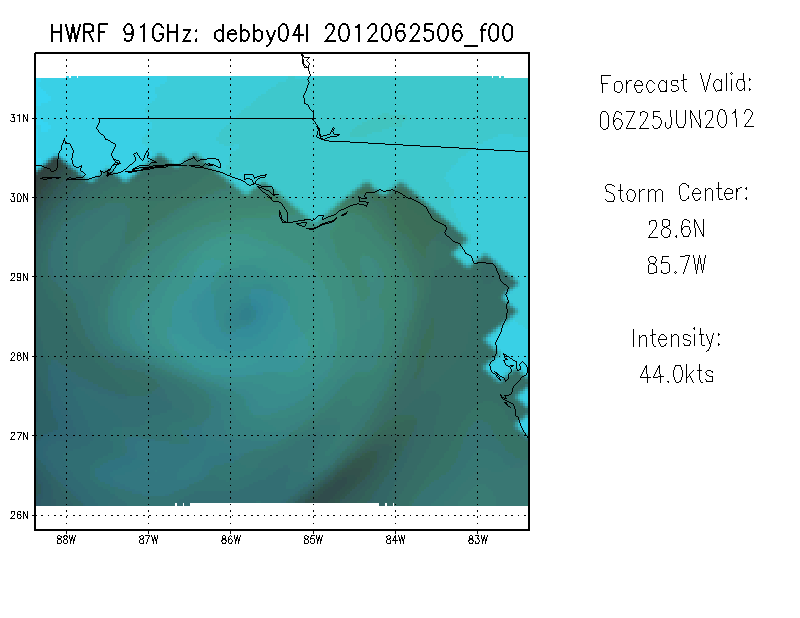 HWRF 91GHz: debby04l 2012062506_f00
Forecast Valid:
06Z25JUN2012
Storm Center:
28.6N
85.7W
Intensity:
44.0kts
31N
30N
29N
28N
27N
26N
88W 87W 86W 85W 84W 83W